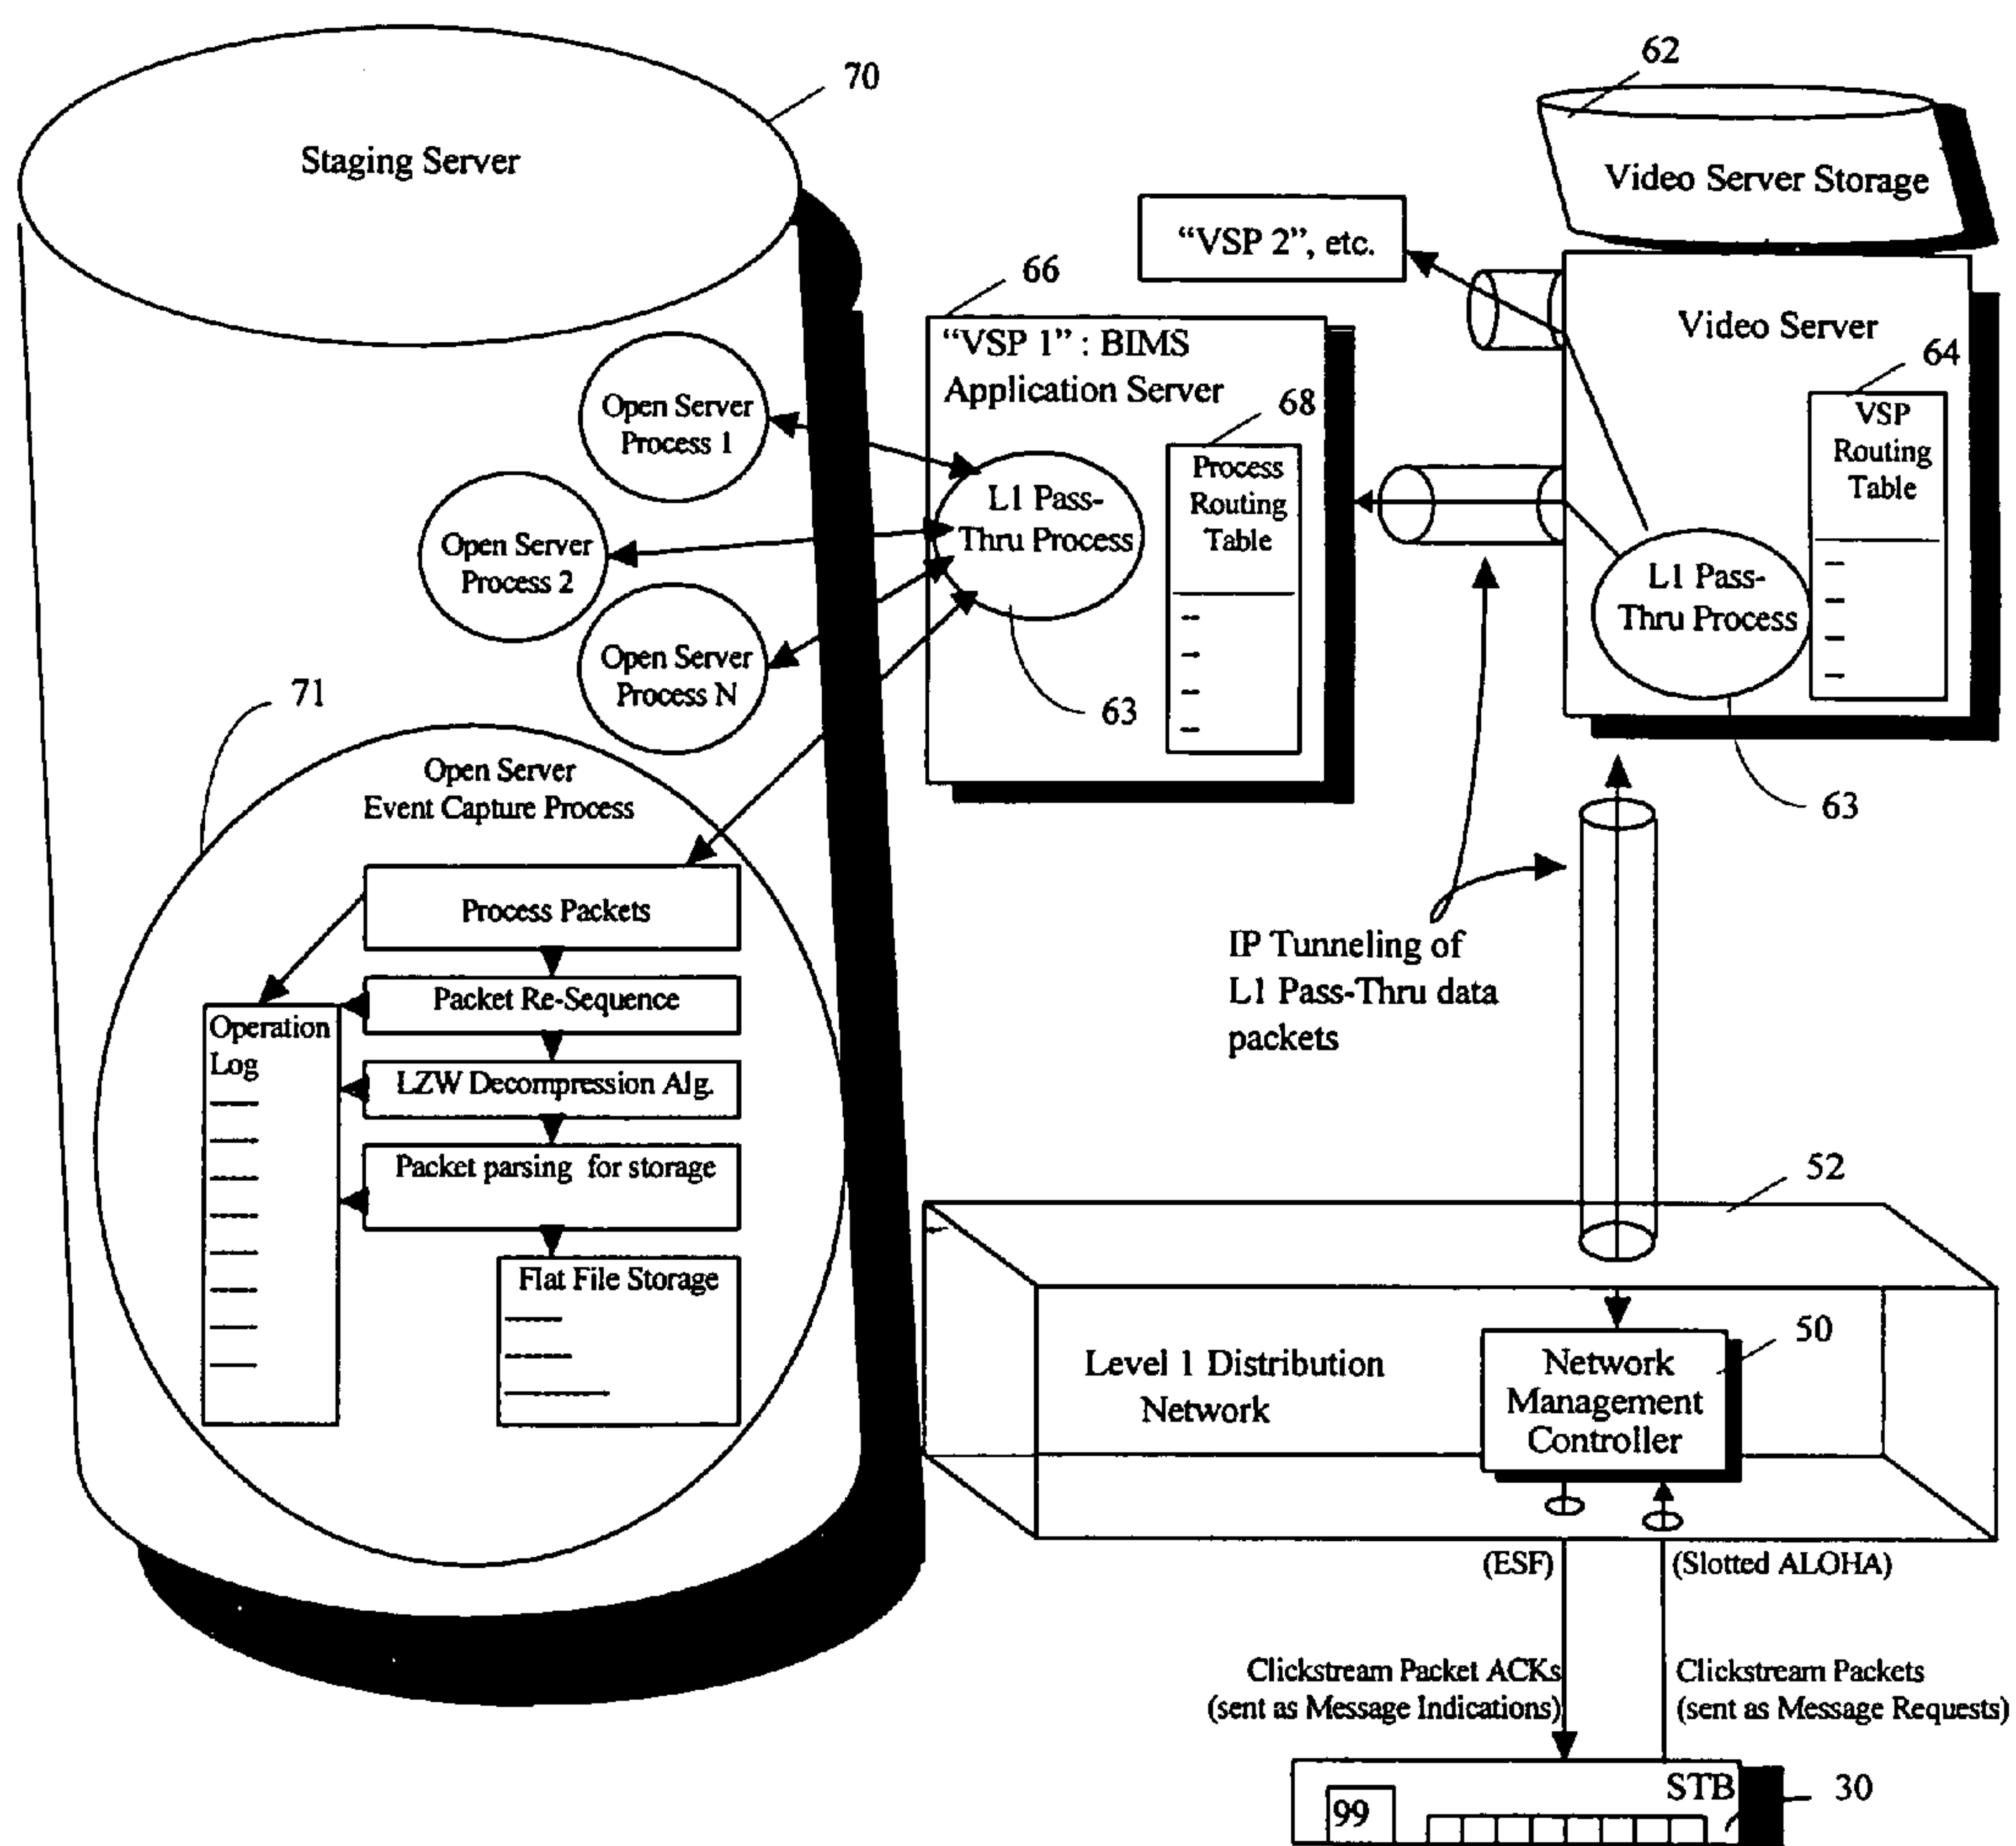 70
Staging Server
62
Video Server Storage
"VSP 2", etc.
66
"VSP 1" : BIMS
Application Server
68
Process
Routing
Table
L1 Pass-
Thru Process
63
Video Server
64
VSP
Routing
Table
L1 Pass-
Thru Process
63
Open Server
Process 1
Open Server
Process 2
Open Server
Process N
71
Open Server
Event Capture Process
Process Packets
Packet Re-Sequence
LZW Decompression Alg.
Packet parsing for storage
Operation
Log
Flat File Storage
IP Tunneling of
L1 Pass-Thru data
packets
52
Level 1 Distribution
Network
50
Network
Management
Controller
(ESF)
(Slotted ALOHA)
Clickstream Packet ACKs
(sent as Message Indications)
Clickstream Packets
(sent as Message Requests)
STB
30
99